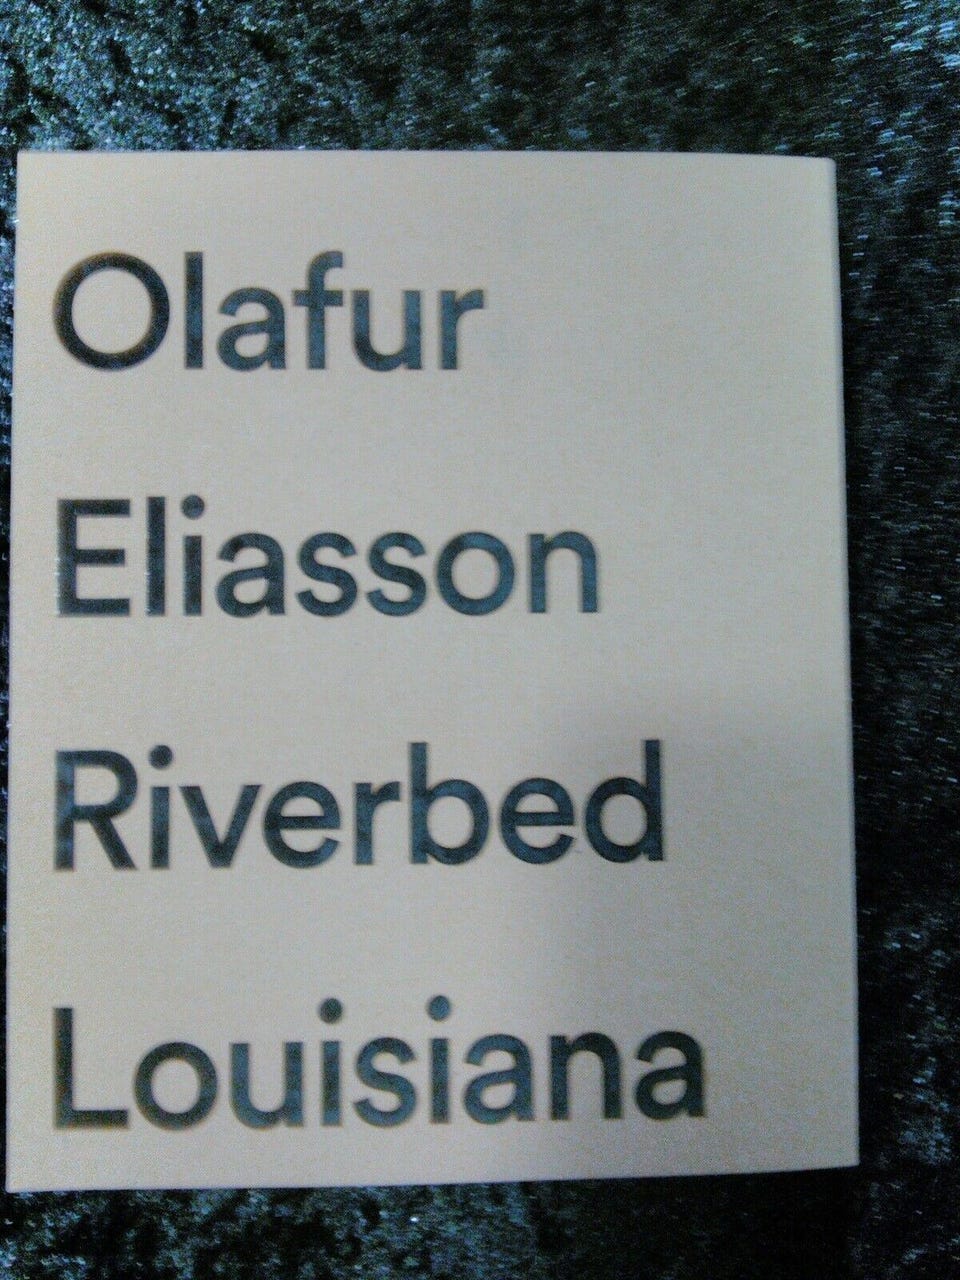 Olafur
Eliasson
Riverbed
Louisiana